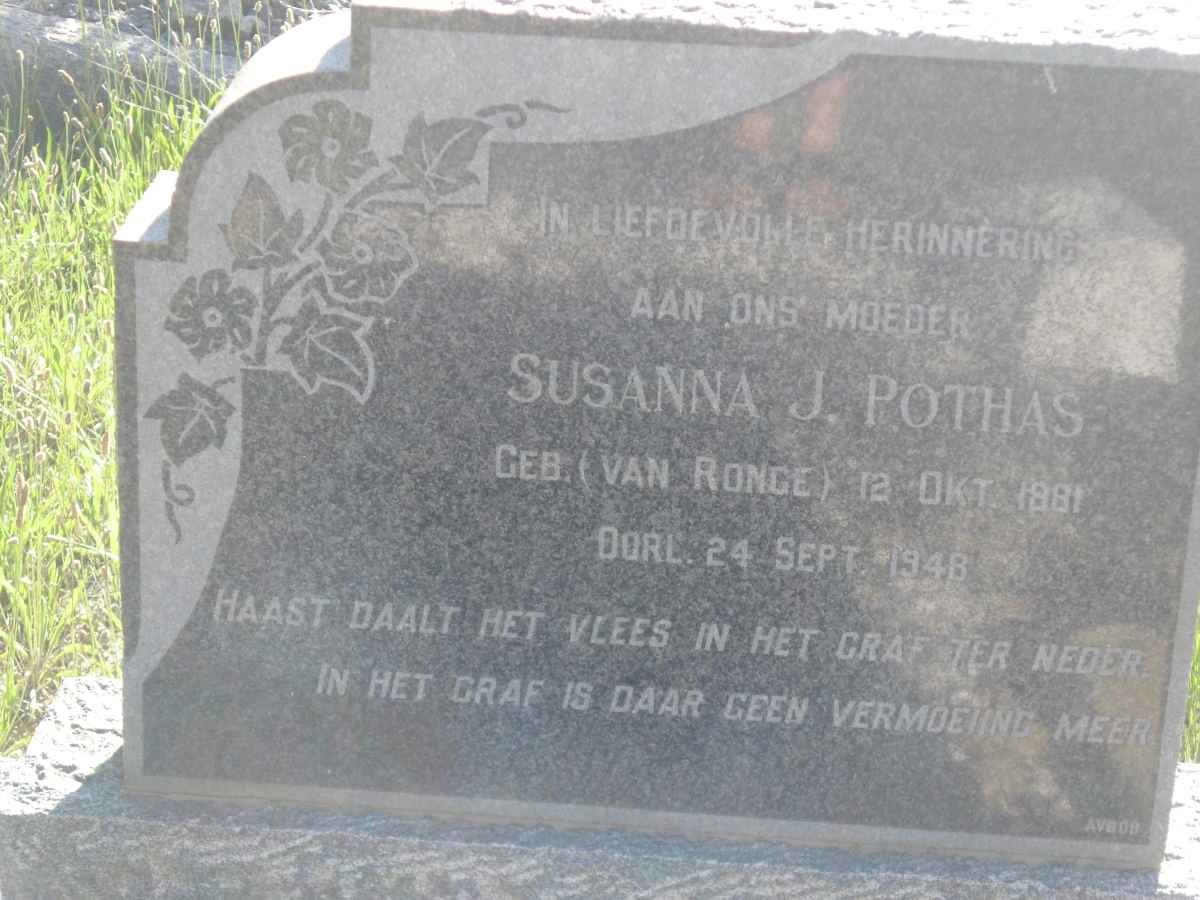 IN LIEFDEVOLLE HERINNERING
AAN ONS MOEDER
SUSANNA J. POTHAS
GEB. (VAN RONGE) 12 OKT. 1881
OORL. 24 SEPT. 1948
HAAST DAALT HET VLEES IN HET GRAF TER NEDER,
IN HET GRAF IS DAAR GEEN VERMOEIING MEER